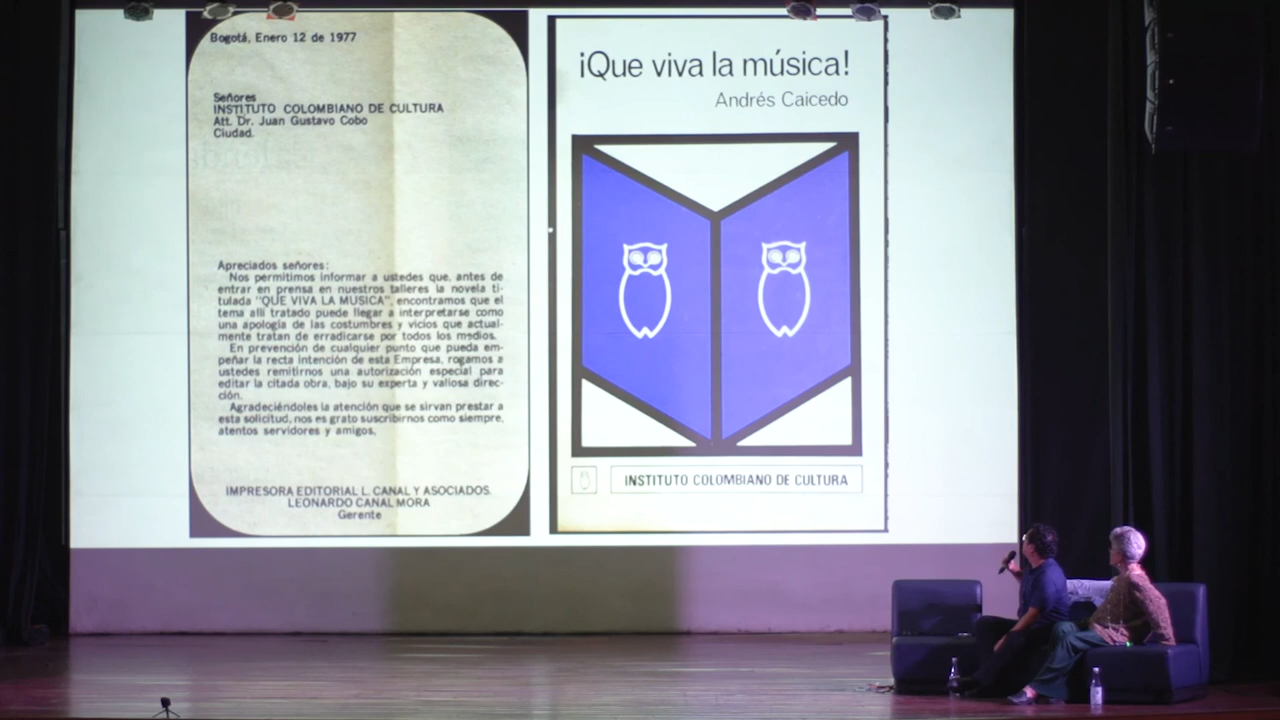 Bogotá, Enero 12 de 1977
Señores
INSTITUTO COLOMBIANO DE CULTURA
Att. Dr. Juan Gustavo Cobo
Ciudad.
Apreciados señores:
Nos permitimos informar a ustedes que, antes de
entrar en prensa en nuestros talleres la novela ti-
tulada "QUE VIVA LA MUSICA", encontramos que el
tema allí tratado puede llegar a interpretarse como
una apología de las costumbres y vicios que actual-
mente tratan de erradicarse por todos los medios.
En prevención de cualquier punto que pueda em-
peñar la recta intención de esta Empresa, rogamos a
ustedes remitirnos una autorización especial para
editar la citada obra, bajo su experta y valiosa direc-
ción.
Agradeciéndoles la atención que se sirvan prestar a
esta solicitud, nos es grato suscribirnos como siempre,
atentos servidores y amigos,
IMPRESORA EDITORIAL L. CANAL Y ASOCIADOS.
LEONARDO CANAL MORA
Gerente
¡Que viva la música!
Andrés Caicedo
INSTITUTO COLOMBIANO DE CULTURA